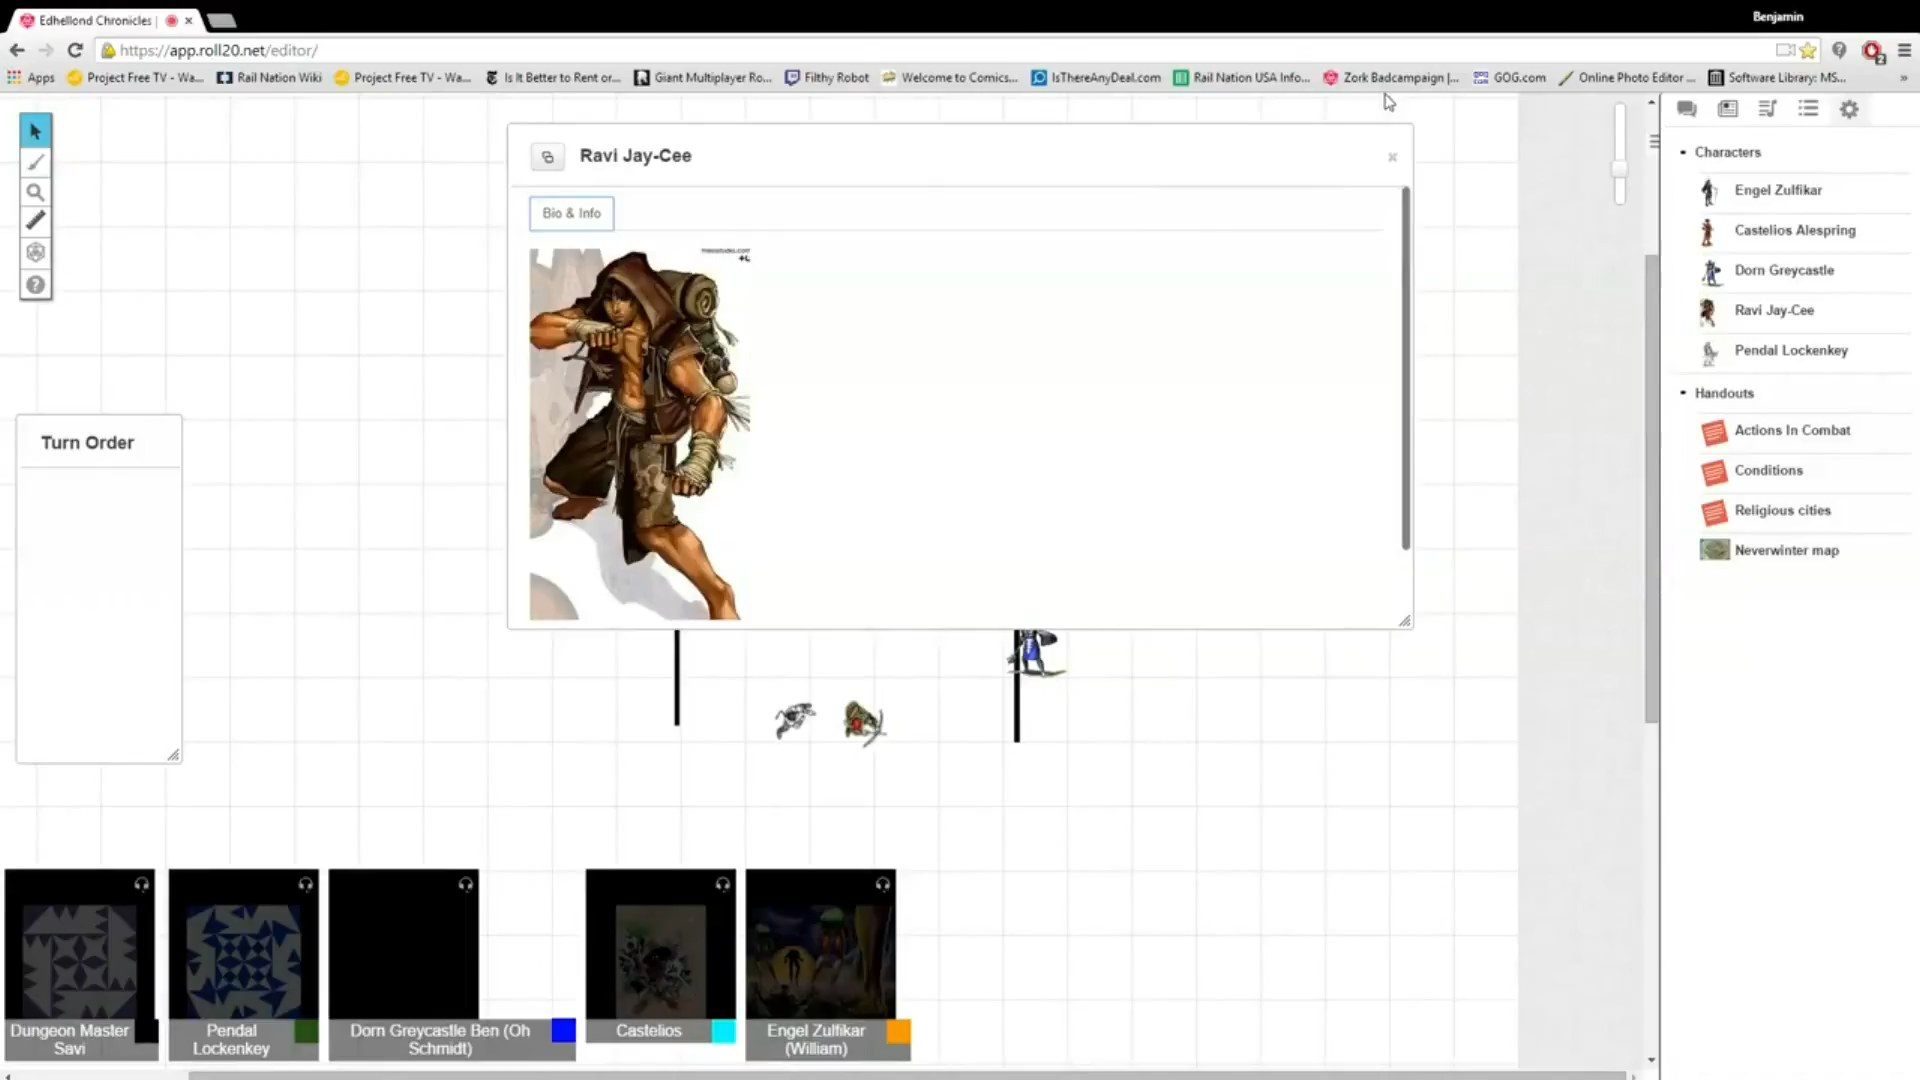 Edhellond Chronicles |
Benjamin
https://app.roll20.net/editor/
Apps
Project Free TV - Wa...
Rail Nation Wiki
Project Free TV - Wa...
Is It Better to Rent or...
Giant Multiplayer Ro...
Filthy Robot
Welcome to Comics...
IsThereAnyDeal.com
Rail Nation USA Info...
Zork Badcampaign |...
GOG.com
Online Photo Editor ...
Software Library: MS...
»
Ravi Jay-Cee
Bio & Info
Turn Order
Characters
Engel Zulfikar
Castelios Alespring
Dorn Greycastle
Ravi Jay-Cee
Pendal Lockenkey
Handouts
Actions In Combat
Conditions
Religious cities
Neverwinter map
Dungeon Master
Savi
Pendal
Lockenkey
Dorn Greycastle Ben (Oh
Schmidt)
Castelios
Engel Zulfikar
(William)